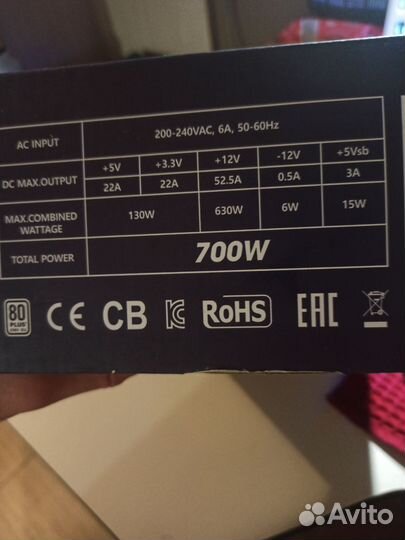 AC INPUT 200-240VAC, 6A, 50-60Hz
DC MAX.OUTPUT +5V +3.3V +12V -12V +5Vsb
22A 22A 52.5A 0.5A 3A
MAX.COMBINED WATTAGE 130W 630W 6W 15W
TOTAL POWER 700W
80 PLUS CE CB RoHS EAC
Avito